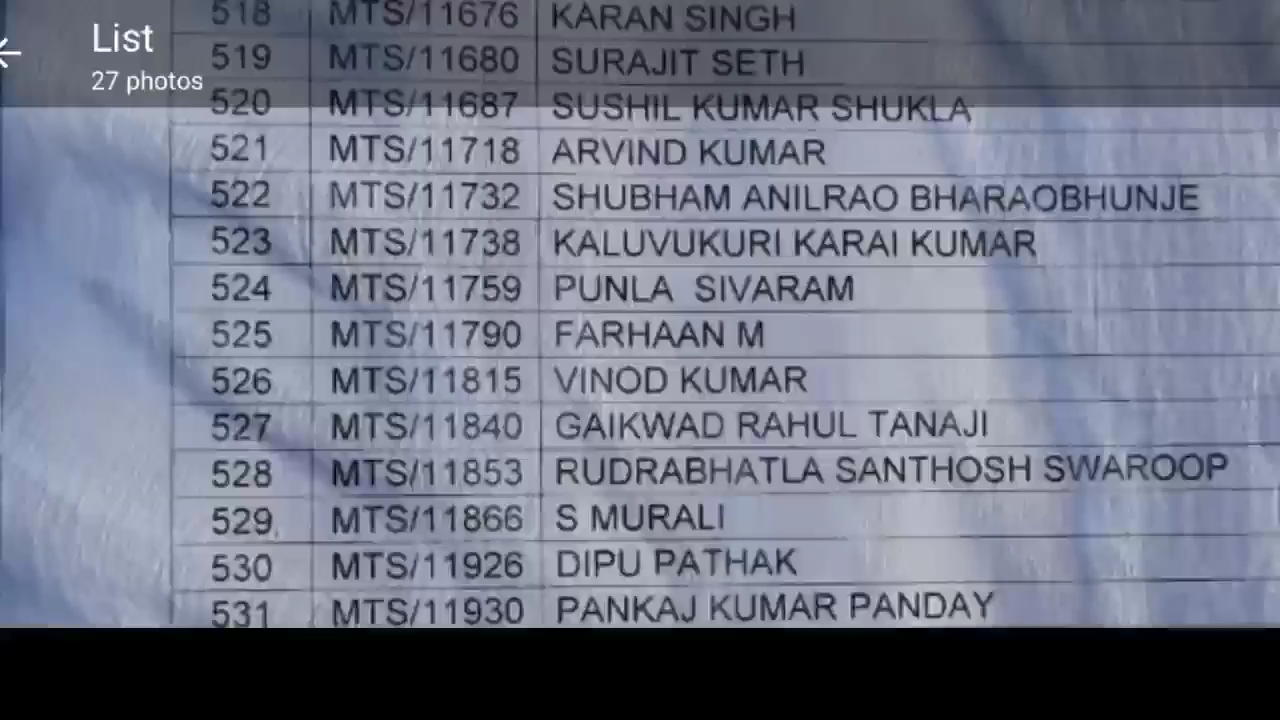 518 MTS/11676 KARAN SINGH
List
519 MTS/11680 SURAJIT SETH
27 photos
520 MTS/11687 SUSHIL KUMAR SHUKLA
521 MTS/11718 ARVIND KUMAR
522 MTS/11732 SHUBHAM ANILRAO BHARAOBHUNJE
523 MTS/11738 KALUVUKURI KARAI KUMAR
524 MTS/11759 PUNLA SIVARAM
525 MTS/11790 FARHAAN M
526 MTS/11815 VINOD KUMAR
527 MTS/11840 GAIKWAD RAHUL TANAJI
528 MTS/11853 RUDRABHATLA SANTHOSH SWAROOP
529 MTS/11866 S MURALI
530 MTS/11926 DIPU PATHAK
531 MTS/11930 PANKAJ KUMAR PANDAY